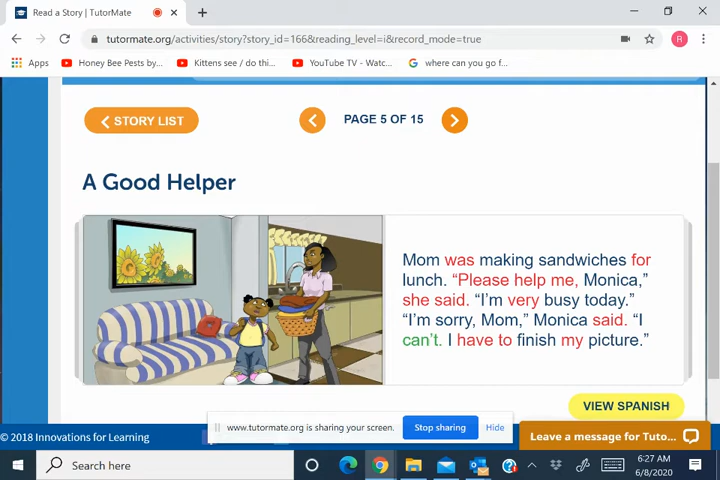 Read a Story | TutorMate
tutormate.org/activities/story?story_id=166&reading_level=i&record_mode=true
R
Apps
Honey Bee Pests by...
Kittens see / do thi...
YouTube TV - Watc...
where can you go f...
STORY LIST
PAGE 5 OF 15
A Good Helper
Mom was making sandwiches for
lunch. “Please help me, Monica,”
she said. “I’m very busy today.”
“I’m sorry, Mom,” Monica said. “I
can’t. I have to finish my picture.”
VIEW SPANISH
www.tutormate.org is sharing your screen.
Stop sharing
Hide
© 2018 Innovations for Learning
Leave a message for Tuto...
Search here
6:27 AM
6/8/2020